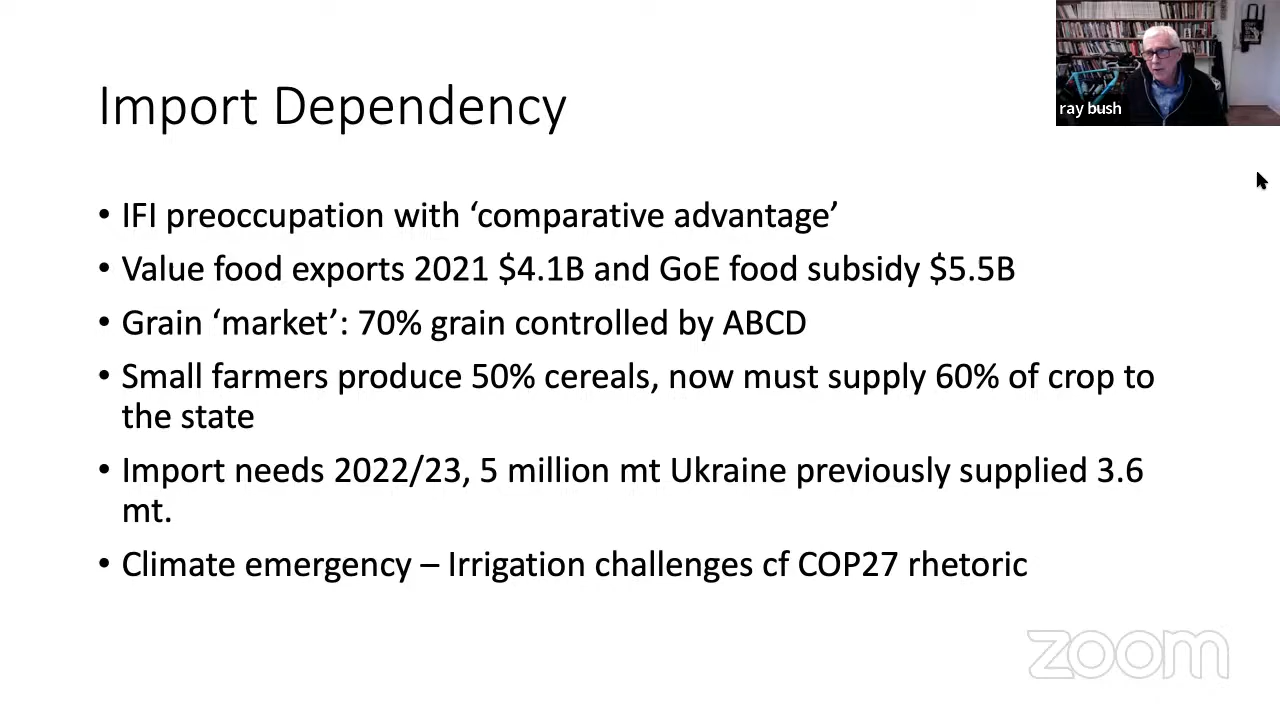 ray bush
Import Dependency
• IFI preoccupation with ‘comparative advantage’
• Value food exports 2021 $4.1B and GoE food subsidy $5.5B
• Grain ‘market’: 70% grain controlled by ABCD
• Small farmers produce 50% cereals, now must supply 60% of crop to
the state
• Import needs 2022/23, 5 million mt Ukraine previously supplied 3.6
mt.
• Climate emergency – Irrigation challenges cf COP27 rhetoric
zoom